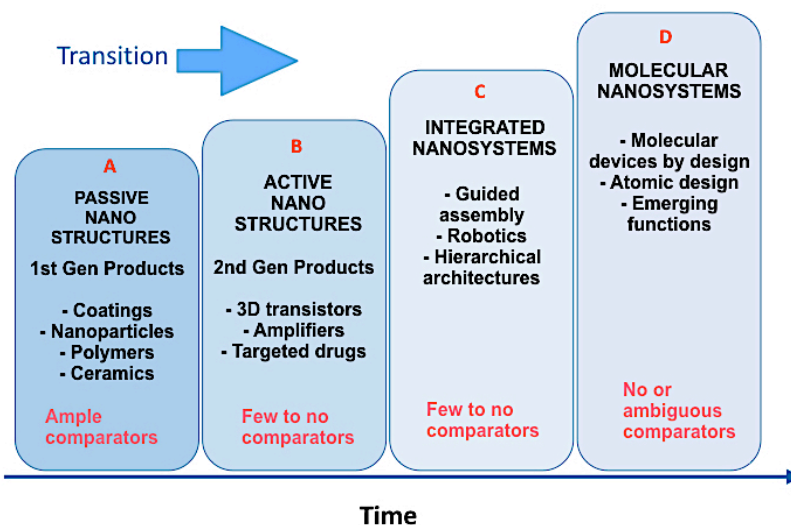 Transition
A
PASSIVE
NANO
STRUCTURES
1st Gen Products
- Coatings
- Nanoparticles
- Polymers
- Ceramics
Ample
comparators
B
ACTIVE
NANO
STRUCTURES
2nd Gen Products
- 3D transistors
- Amplifiers
- Targeted drugs
Few to no
comparators
C
INTEGRATED
NANOSYSTEMS
- Guided
assembly
- Robotics
- Hierarchical
architectures
Few to no
comparators
D
MOLECULAR
NANOSYSTEMS
- Molecular
devices by design
- Atomic design
- Emerging
functions
No or
ambiguous
comparators
Time